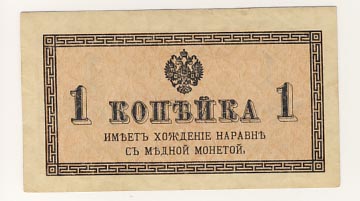 1 КОПѢЙКА 1
ИМѢЕТЪ ХОЖДЕНІЕ НАРАВНѢ
СЪ МѢДНОЙ МОНЕТОЙ.